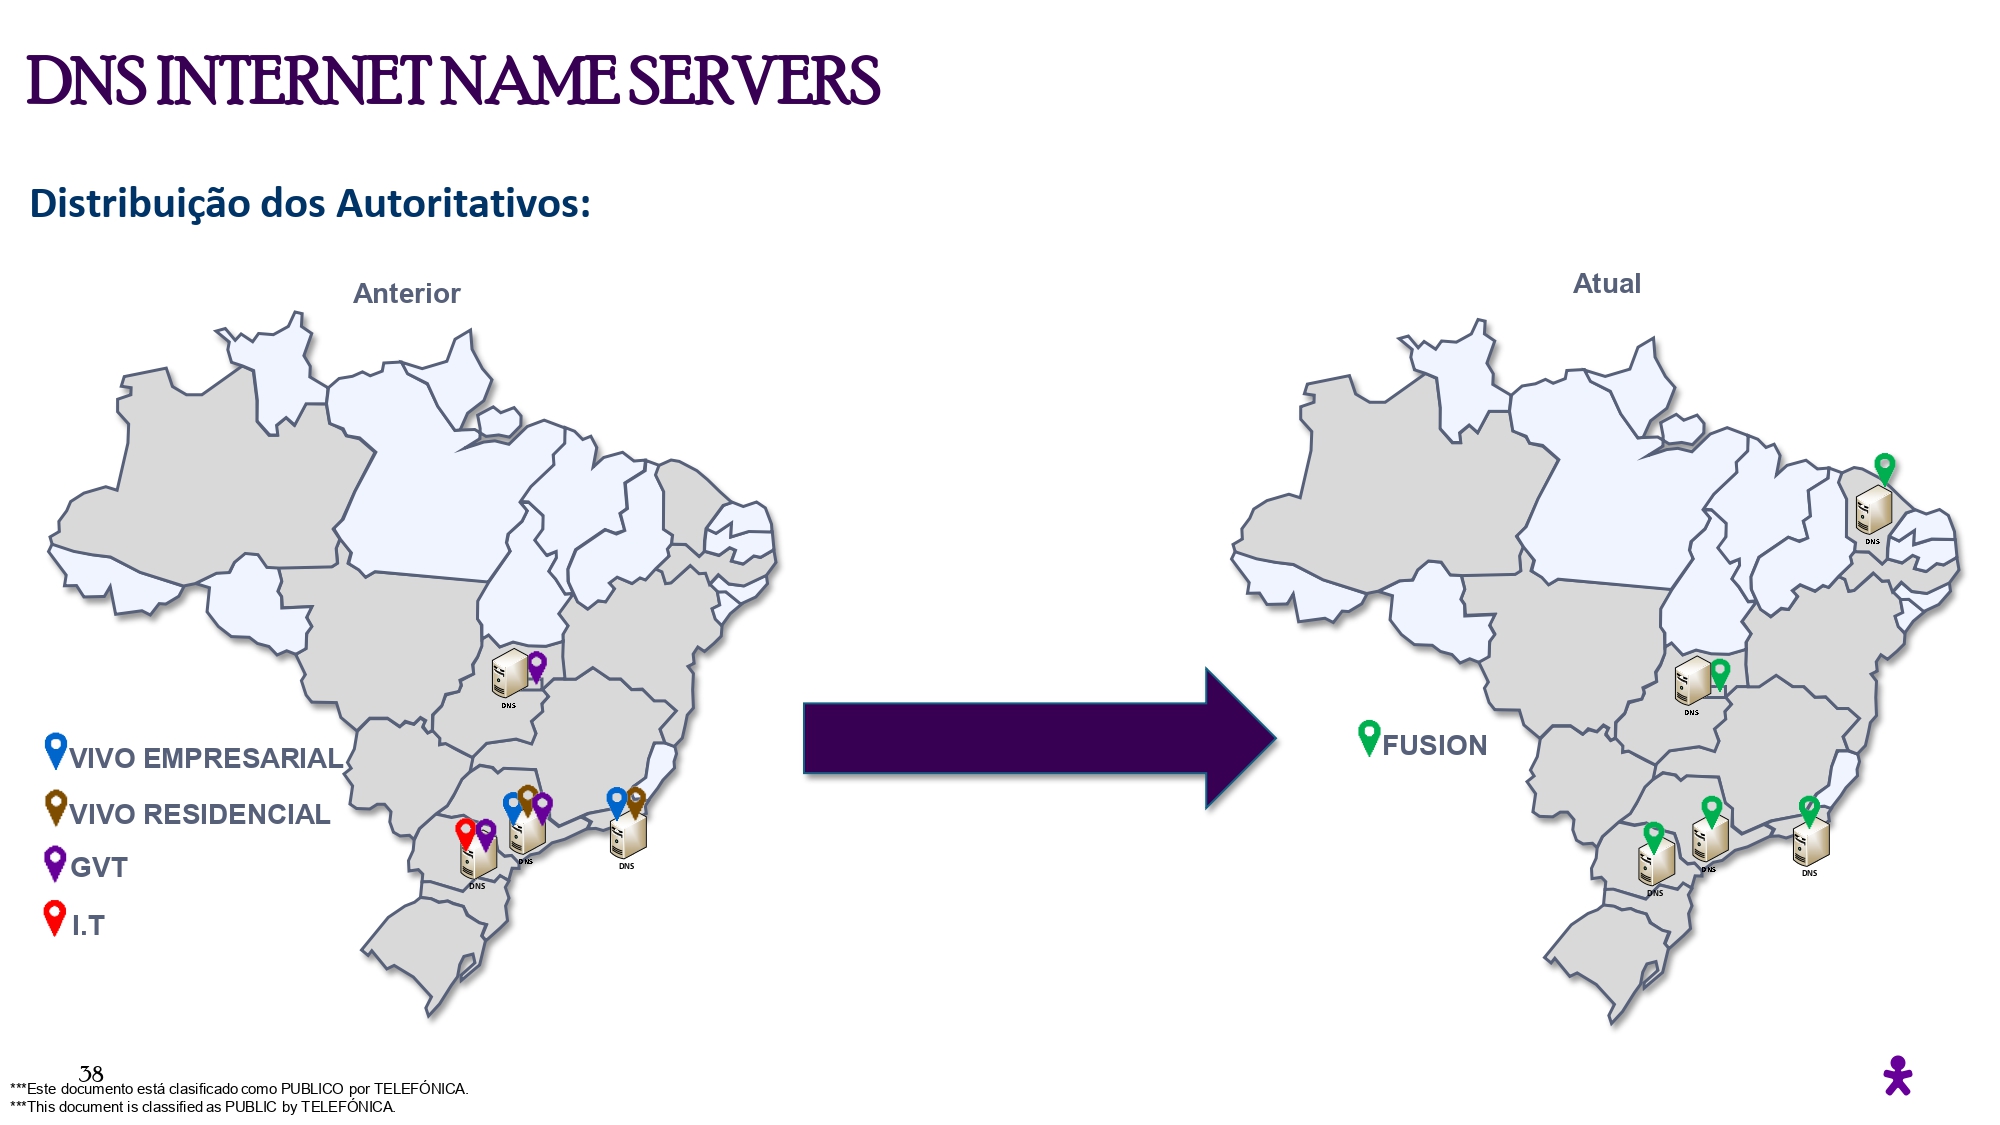 DNS INTERNET NAME SERVERS
Distribuição dos Autoritativos:
Anterior
Atual
DNS
DNS
DNS
DNS
VIVO EMPRESARIAL
VIVO RESIDENCIAL
GVT
I.T
FUSION
DNS
DNS
DNS
DNS
DNS
38
***Este documento está clasificado como PUBLICO por TELEFÓNICA.
***This document is classified as PUBLIC by TELEFÓNICA.